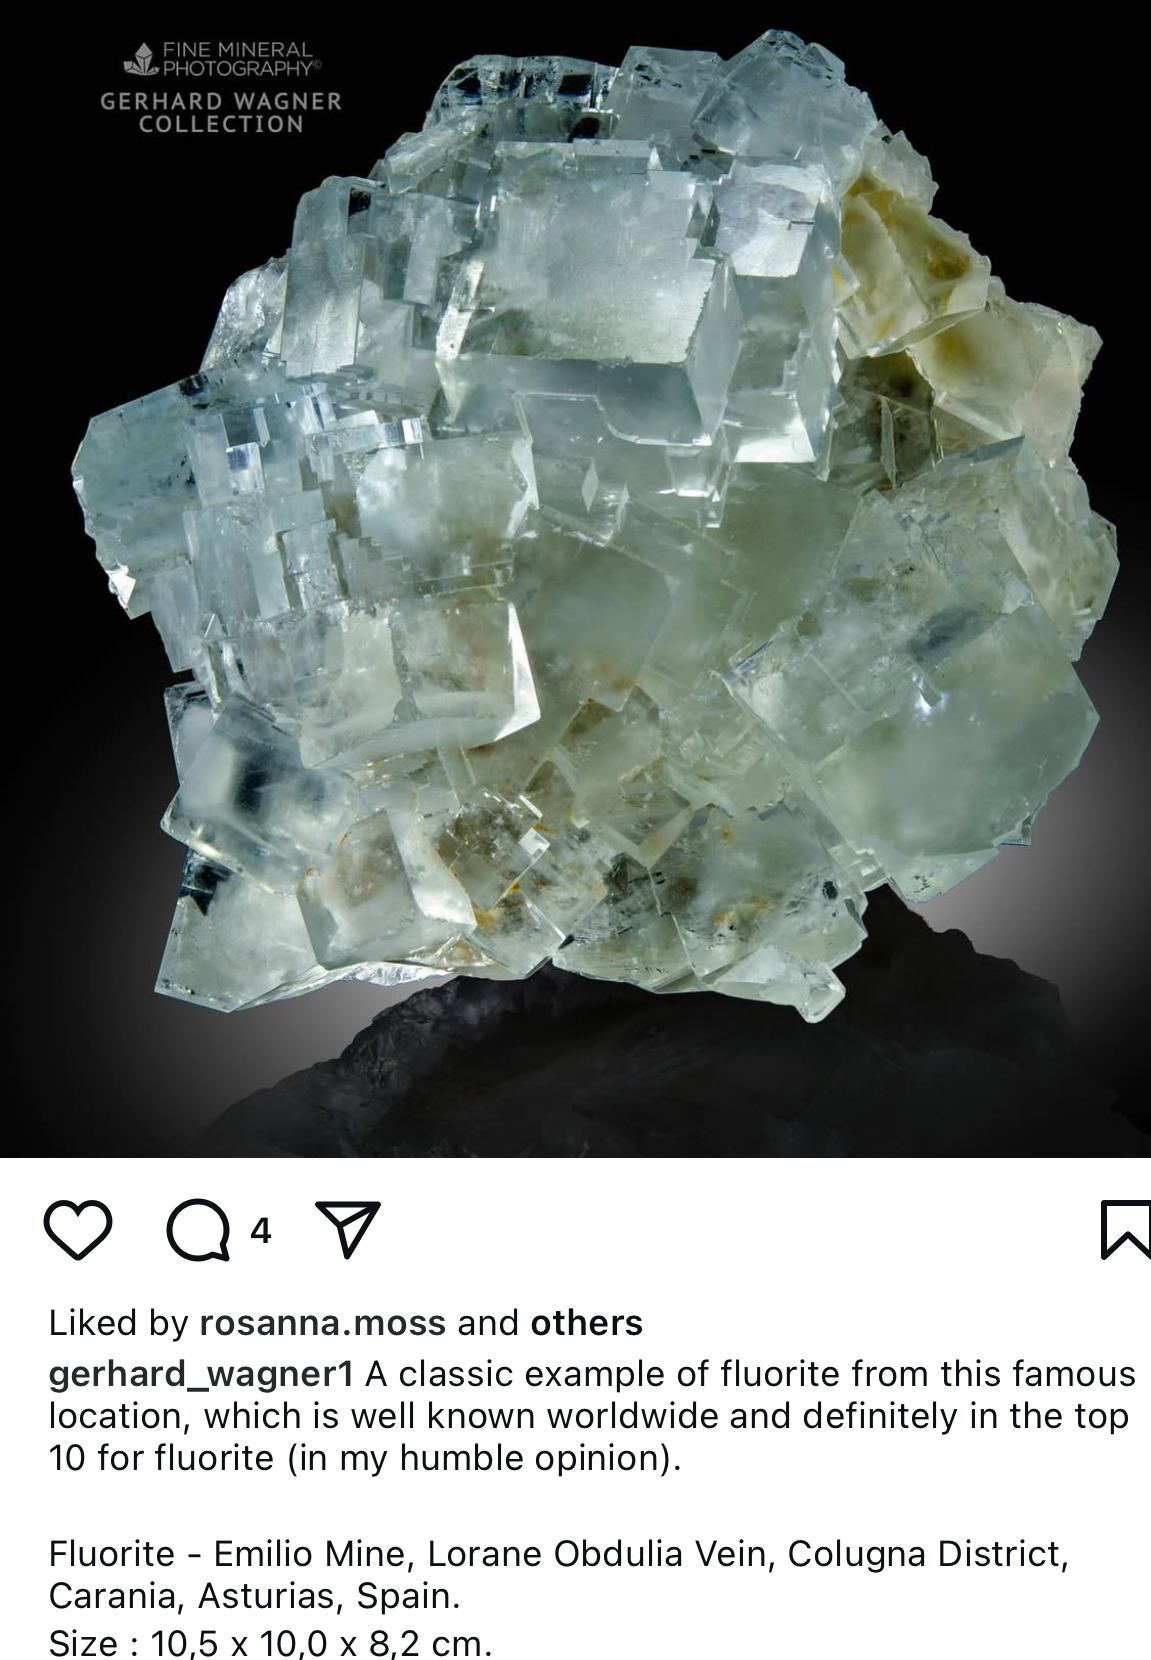 FINE MINERAL
PHOTOGRAPHY©
GERHARD WAGNER
COLLECTION
4
Liked by rosanna.moss and others
gerhard_wagner1 A classic example of fluorite from this famous
location, which is well known worldwide and definitely in the top
10 for fluorite (in my humble opinion).
Fluorite - Emilio Mine, Lorane Obdulia Vein, Colugna District,
Carania, Asturias, Spain.
Size : 10,5 x 10,0 x 8,2 cm.